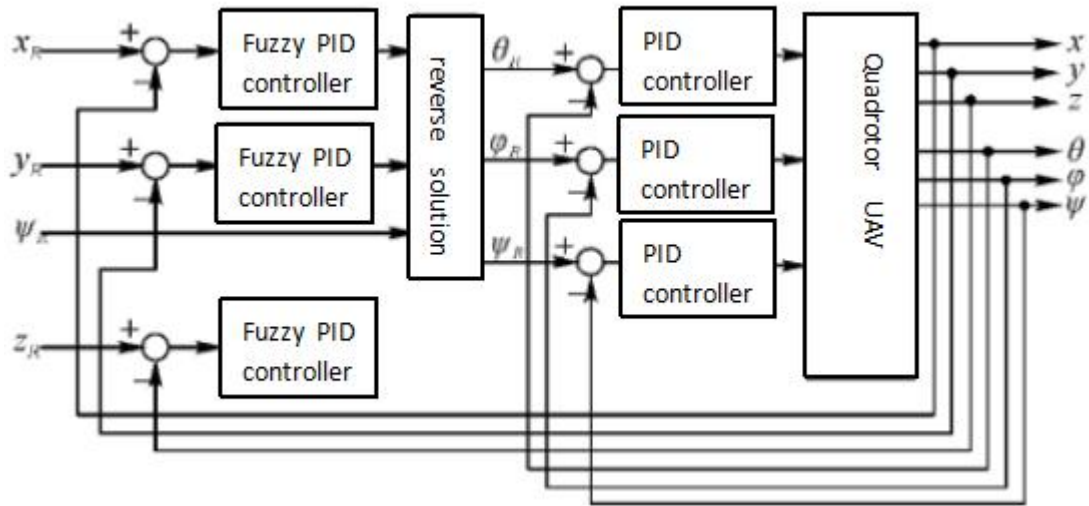 x_R
+
−
Fuzzy PID
controller
y_R
+
−
Fuzzy PID
controller
ψ_R
z_R
+
−
Fuzzy PID
controller
reverse solution
θ_R
+
−
PID
controller
φ_R
+
−
PID
controller
ψ_R
+
−
PID
controller
Quadrotor UAV
x
y
z
θ
φ
ψ